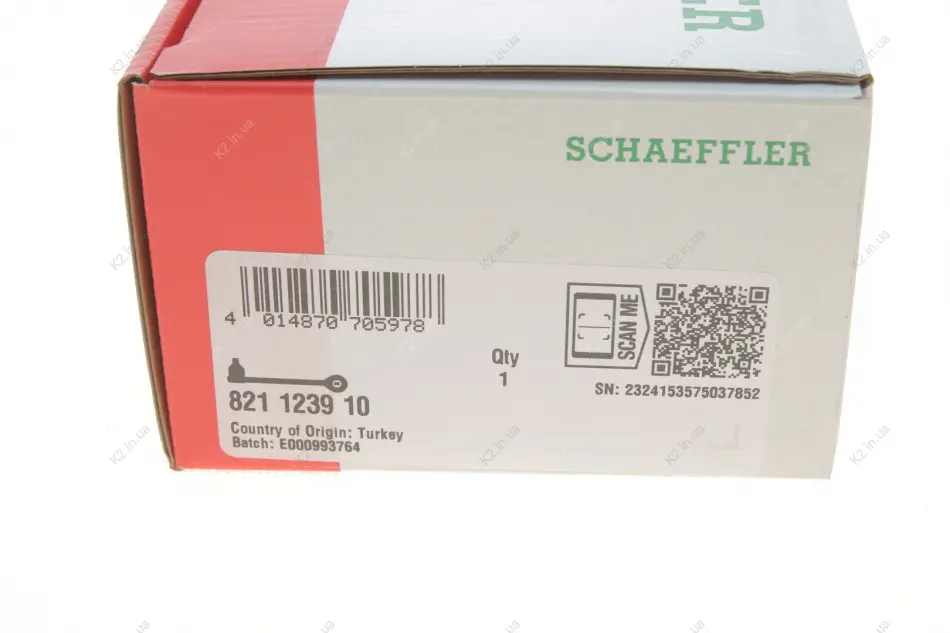 ER
SCHAEFFLER
4 014870 705978
SCAN ME
Qty
1
SN: 2324153575037852
821 1239 10
Country of Origin: Turkey
Batch: E000993764
K2.in.ua